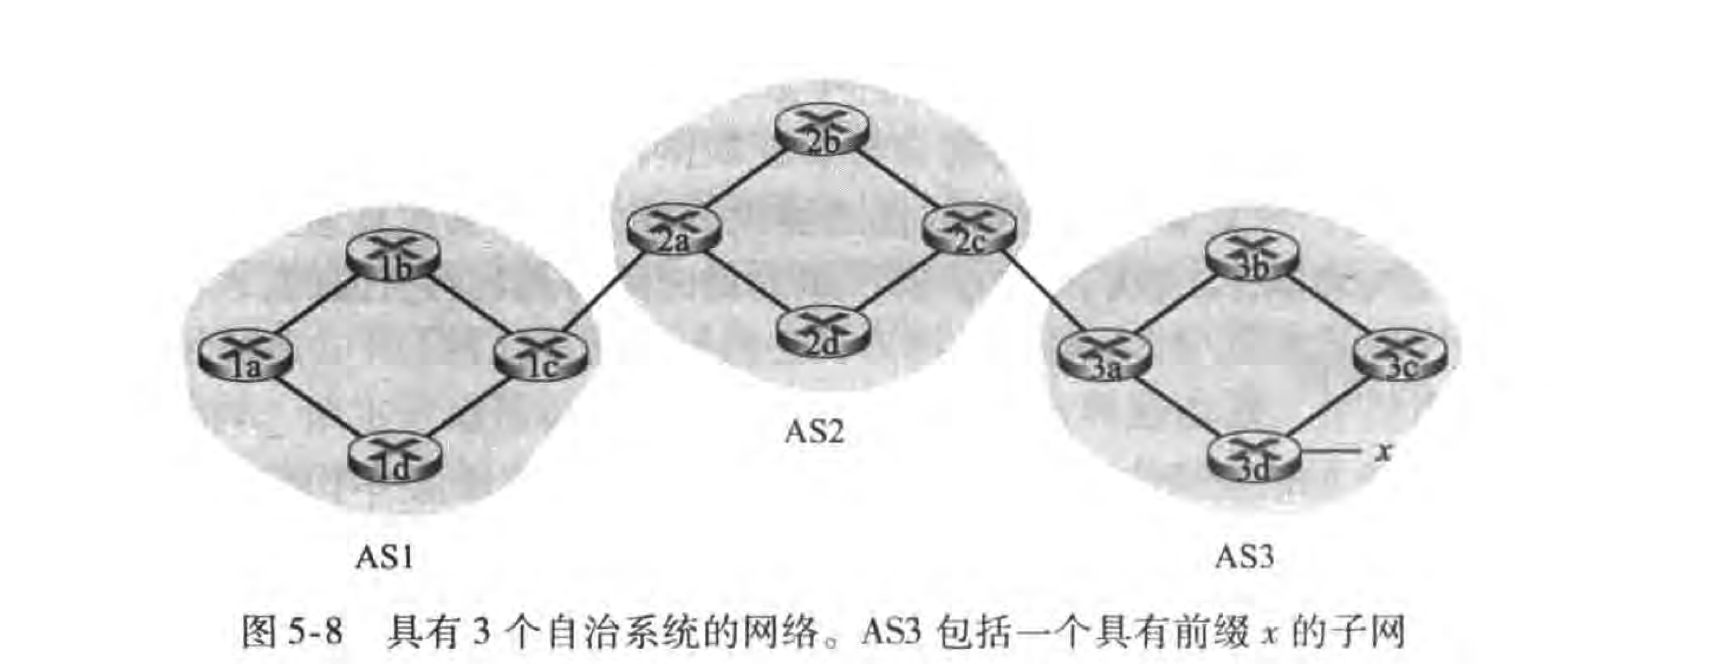 2b
2a
2c
1b
3b
2d
1a
1c
3a
3c
AS2
1d
3d
x
AS1
AS3
图 5-8 具有 3 个自治系统的网络。AS3 包括一个具有前缀 x 的子网